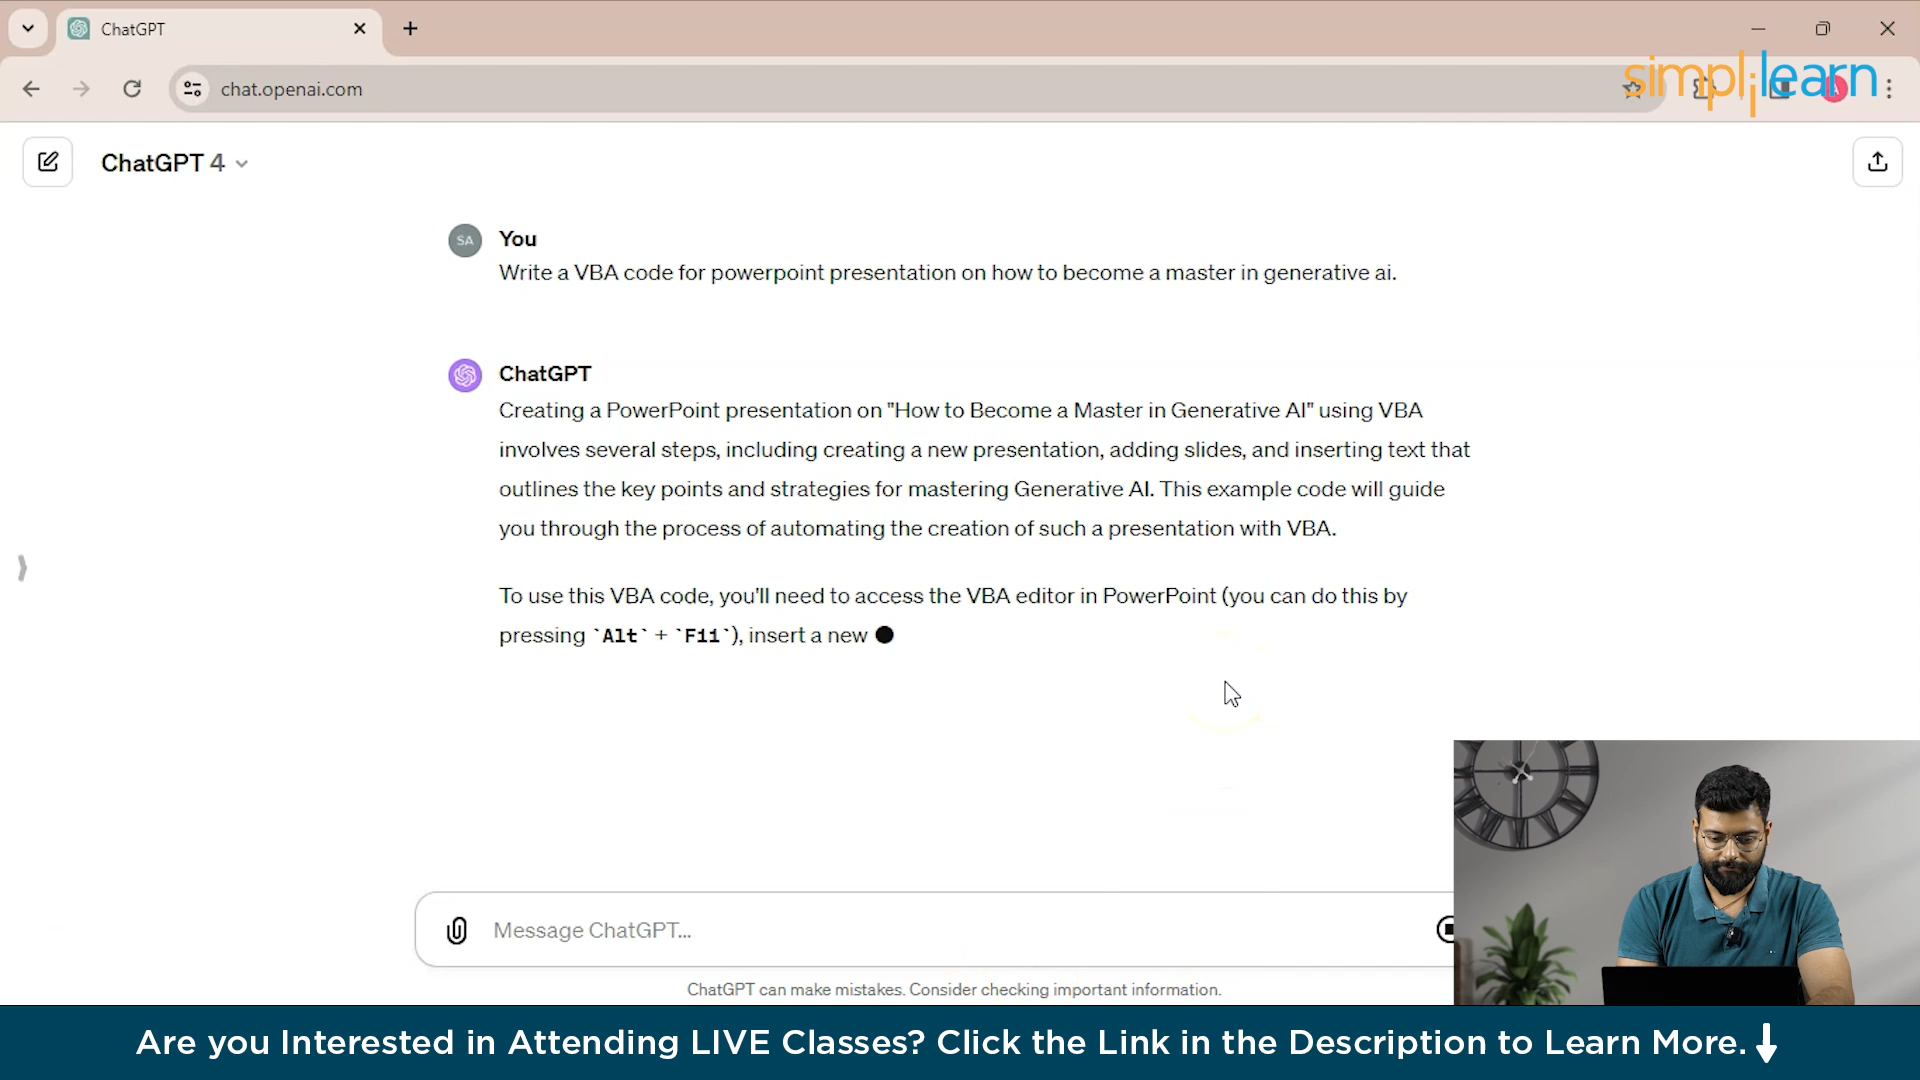 ChatGPT
chat.openai.com
simplilearn
ChatGPT 4
SA
You
Write a VBA code for powerpoint presentation on how to become a master in generative ai.
ChatGPT
Creating a PowerPoint presentation on "How to Become a Master in Generative AI" using VBA
involves several steps, including creating a new presentation, adding slides, and inserting text that
outlines the key points and strategies for mastering Generative AI. This example code will guide
you through the process of automating the creation of such a presentation with VBA.
To use this VBA code, you'll need to access the VBA editor in PowerPoint (you can do this by
pressing `Alt` + `F11`), insert a new
Message ChatGPT...
ChatGPT can make mistakes. Consider checking important information.
Are you Interested in Attending LIVE Classes? Click the Link in the Description to Learn More.